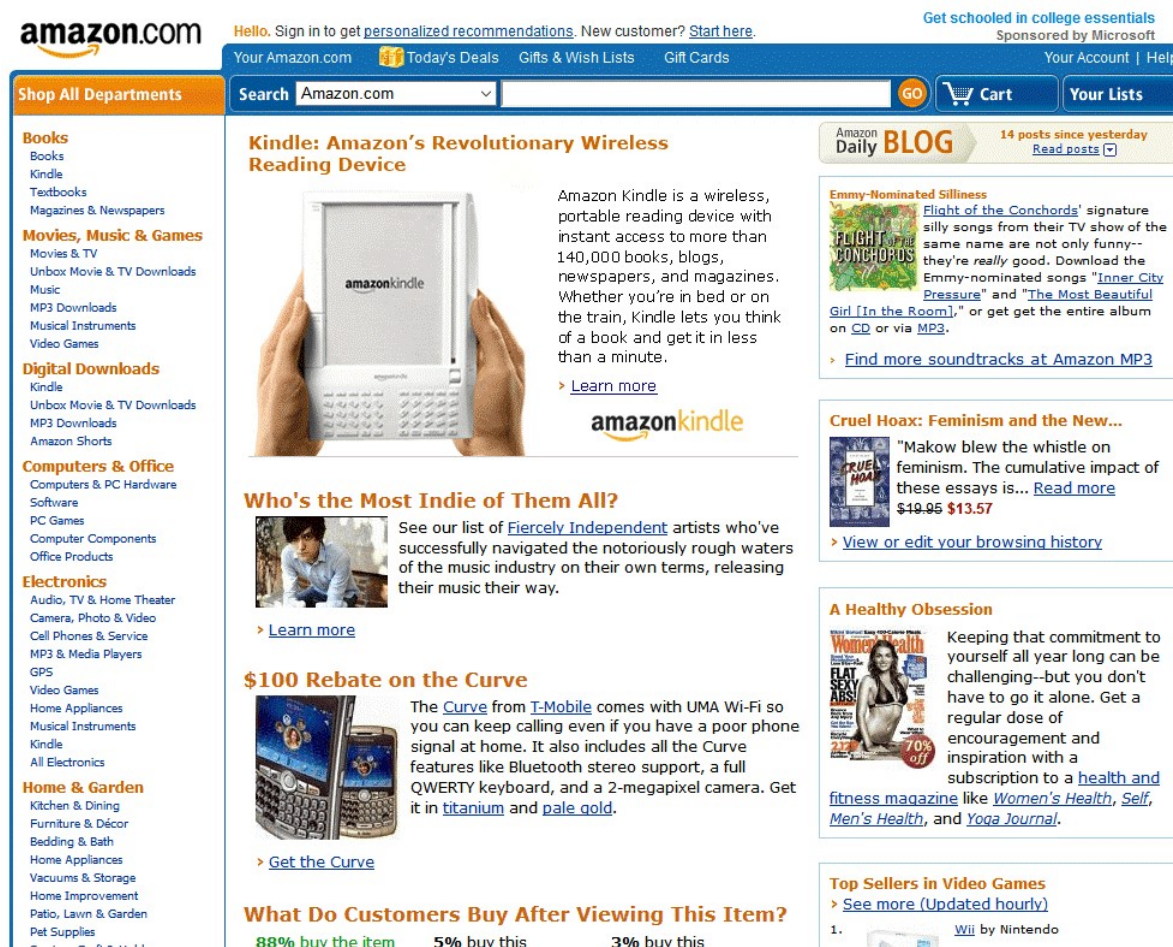 amazon.com
Hello. Sign in to get personalized recommendations. New customer? Start here.
Get schooled in college essentials
Sponsored by Microsoft
Your Amazon.com
Today's Deals
Gifts & Wish Lists
Gift Cards
Your Account | Help
Shop All Departments
Search
Amazon.com
GO
Cart
Your Lists
Books
Books
Kindle
Textbooks
Magazines & Newspapers
Movies, Music & Games
Movies & TV
Unbox Movie & TV Downloads
Music
MP3 Downloads
Musical Instruments
Video Games
Digital Downloads
Kindle
Unbox Movie & TV Downloads
MP3 Downloads
Amazon Shorts
Computers & Office
Computers & PC Hardware
Software
PC Games
Computer Components
Office Products
Electronics
Audio, TV & Home Theater
Camera, Photo & Video
Cell Phones & Service
MP3 & Media Players
GPS
Video Games
Home Appliances
Musical Instruments
Kindle
All Electronics
Home & Garden
Kitchen & Dining
Furniture & Décor
Bedding & Bath
Home Appliances
Vacuums & Storage
Home Improvement
Patio, Lawn & Garden
Pet Supplies
Kindle: Amazon's Revolutionary Wireless
Reading Device
amazonkindle
amazonkindle
Amazon Kindle is a wireless,
portable reading device with
instant access to more than
140,000 books, blogs,
newspapers, and magazines.
Whether you're in bed or on
the train, Kindle lets you think
of a book and get it in less
than a minute.
› Learn more
amazonkindle
Who's the Most Indie of Them All?
See our list of Fiercely Independent artists who've
successfully navigated the notoriously rough waters
of the music industry on their own terms, releasing
their music their way.
› Learn more
$100 Rebate on the Curve
The Curve from T-Mobile comes with UMA Wi-Fi so
you can keep calling even if you have a poor phone
signal at home. It also includes all the Curve
features like Bluetooth stereo support, a full
QWERTY keyboard, and a 2-megapixel camera. Get
it in titanium and pale gold.
› Get the Curve
What Do Customers Buy After Viewing This Item?
88% buy the item
5% buy this
3% buy this
Amazon
Daily BLOG
14 posts since yesterday
Read posts
Emmy-Nominated Silliness
FLIGHT OF THE
CONCHORDS
Flight of the Conchords' signature
silly songs from their TV show of the
same name are not only funny--
they're really good. Download the
Emmy-nominated songs "Inner City
Pressure" and "The Most Beautiful
Girl [In the Room]," or get get the entire album
on CD or via MP3.
› Find more soundtracks at Amazon MP3
Cruel Hoax: Feminism and the New...
CRUEL
HOAX
"Makow blew the whistle on
feminism. The cumulative impact of
these essays is... Read more
$19.95 $13.57
› View or edit your browsing history
A Healthy Obsession
Women's Health
FLAT
SEXY
ABS!
70%
off
Keeping that commitment to
yourself all year long can be
challenging--but you don't
have to go it alone. Get a
regular dose of
encouragement and
inspiration with a
subscription to a health and
fitness magazine like Women's Health, Self,
Men's Health, and Yoga Journal.
Top Sellers in Video Games
› See more (Updated hourly)
1.
Wii by Nintendo